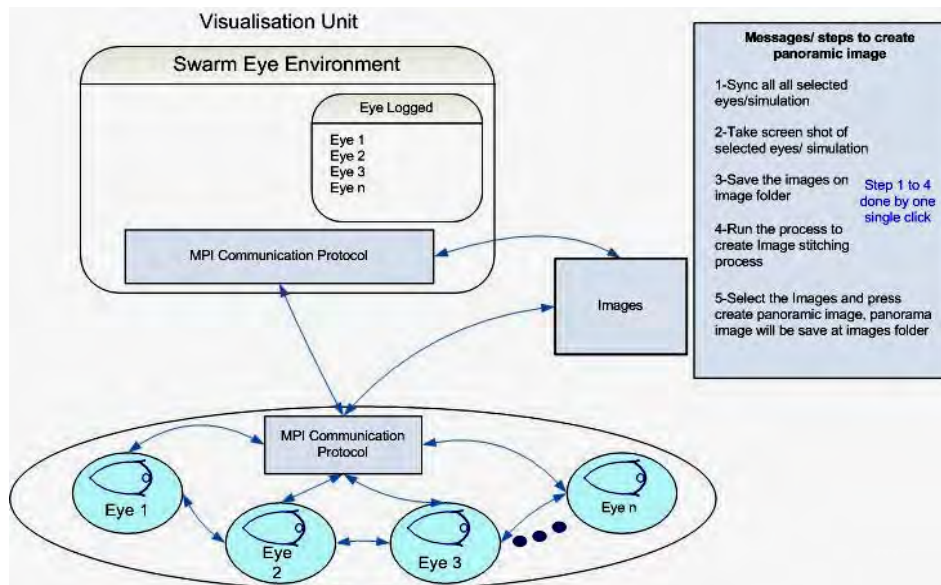 Visualisation Unit
Swarm Eye Environment
Eye Logged
Eye 1
Eye 2
Eye 3
Eye n
MPI Communication Protocol
Images
Messages/ steps to create
panoramic image
1-Sync all all selected
eyes/simulation
2-Take screen shot of
selected eyes/ simulation
3-Save the images on
image folder
4-Run the process to
create Image stitching
process
5-Select the Images and press
create panoramic image, panorama
image will be save at images folder
Step 1 to 4
done by one
single click
MPI Communication
Protocol
Eye 1
Eye
2
Eye 3
Eye n